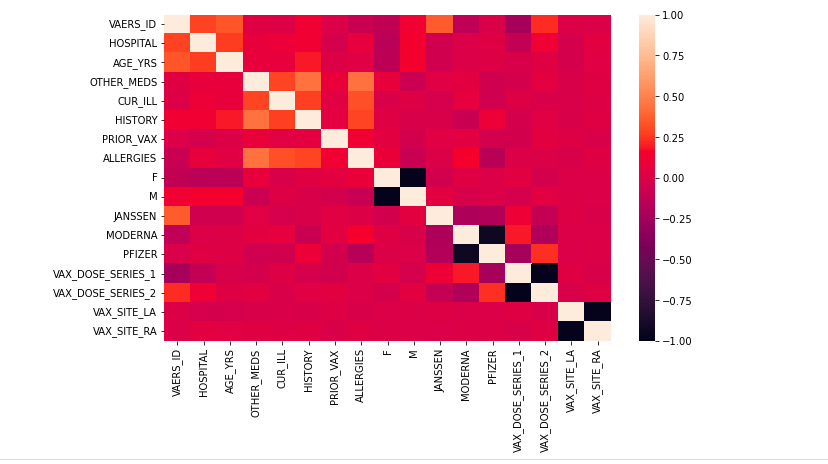 VAERS_ID
HOSPITAL
AGE_YRS
OTHER_MEDS
CUR_ILL
HISTORY
PRIOR_VAX
ALLERGIES
F
M
JANSSEN
MODERNA
PFIZER
VAX_DOSE_SERIES_1
VAX_DOSE_SERIES_2
VAX_SITE_LA
VAX_SITE_RA
VAERS_ID
HOSPITAL
AGE_YRS
OTHER_MEDS
CUR_ILL
HISTORY
PRIOR_VAX
ALLERGIES
F
M
JANSSEN
MODERNA
PFIZER
VAX_DOSE_SERIES_1
VAX_DOSE_SERIES_2
VAX_SITE_LA
VAX_SITE_RA
1.00
0.75
0.50
0.25
0.00
−0.25
−0.50
−0.75
−1.00